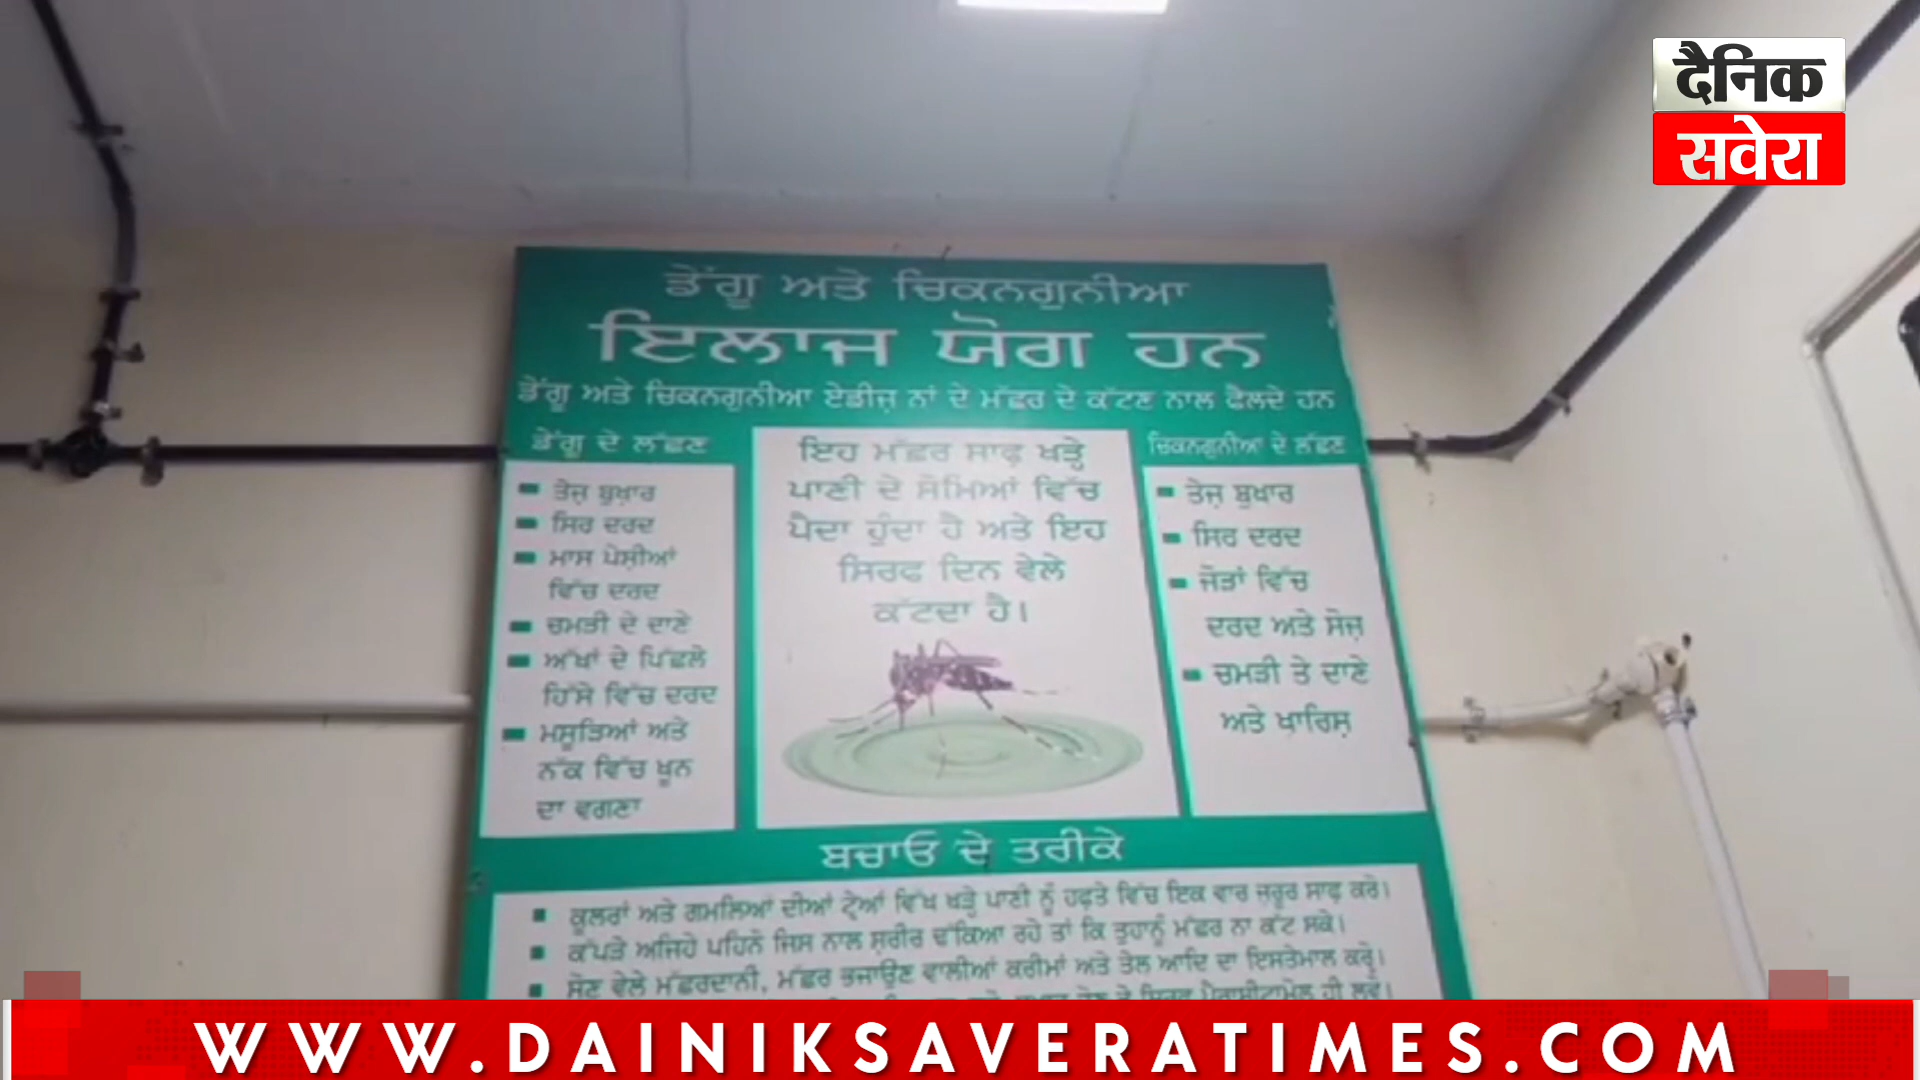 दैनिक
सवेरा
ਡੇਂਗੂ ਅਤੇ ਚਿਕਨਗੁਨੀਆ
ਇਲਾਜ ਯੋਗ ਹਨ
ਡੇਂਗੂ ਅਤੇ ਚਿਕਨਗੁਨੀਆ ਏਡੀਜ਼ ਨਾਂ ਦੇ ਮੱਛਰ ਦੇ ਕੱਟਣ ਨਾਲ ਫੈਲਦੇ ਹਨ
ਡੇਂਗੂ ਦੇ ਲੱਛਣ
ਤੇਜ਼ ਬੁਖ਼ਾਰ
ਸਿਰ ਦਰਦ
ਮਾਸ ਪੇਸ਼ੀਆਂ
ਵਿੱਚ ਦਰਦ
ਚਮੜੀ ਦੇ ਦਾਣੇ
ਅੱਖਾਂ ਦੇ ਪਿੱਛਲੇ
ਹਿੱਸੇ ਵਿੱਚ ਦਰਦ
ਮਸੂੜਿਆਂ ਅਤੇ
ਨੱਕ ਵਿੱਚ ਖੂਨ
ਦਾ ਵਗਣਾ
ਇਹ ਮੱਛਰ ਸਾਫ਼ ਖੜ੍ਹੇ
ਪਾਣੀ ਦੇ ਸੋਮਿਆਂ ਵਿੱਚ
ਪੈਦਾ ਹੁੰਦਾ ਹੈ ਅਤੇ ਇਹ
ਸਿਰਫ ਦਿਨ ਵੇਲੇ
ਕੱਟਦਾ ਹੈ।
ਚਿਕਨਗੁਨੀਆ ਦੇ ਲੱਛਣ
ਤੇਜ਼ ਬੁਖ਼ਾਰ
ਸਿਰ ਦਰਦ
ਜੋੜਾਂ ਵਿੱਚ
ਦਰਦ ਅਤੇ ਸੋਜ਼
ਚਮੜੀ ਤੇ ਦਾਣੇ
ਅਤੇ ਖ਼ਾਰਿਸ਼
ਬਚਾਓ ਦੇ ਤਰੀਕੇ
ਕੂਲਰਾਂ ਅਤੇ ਗਮਲਿਆਂ ਦੀਆਂ ਟ੍ਰੇਆਂ ਵਿੱਖ ਖੜ੍ਹੇ ਪਾਣੀ ਨੂੰ ਹਫ਼ਤੇ ਵਿੱਚ ਇਕ ਵਾਰ ਜ਼ਰੂਰ ਸਾਫ਼ ਕਰੋ।
ਕੱਪੜੇ ਅਜਿਹੇ ਪਹਿਨੋ ਜਿਸ ਨਾਲ ਸ਼ਰੀਰ ਢੱਕਿਆ ਰਹੇ ਤਾਂ ਕਿ ਤੁਹਾਨੂੰ ਮੱਛਰ ਨਾ ਕੱਟ ਸਕੇ।
ਸੌਣ ਵੇਲੇ ਮੱਛਰਦਾਨੀ, ਮੱਛਰ ਭਜਾਉਣ ਵਾਲੀਆਂ ਕਰੀਮਾਂ ਅਤੇ ਤੇਲ ਆਦਿ ਦਾ ਇਸਤੇਮਾਲ ਕਰੋ।
WWW.DAINIKSAVERATIMES.COM